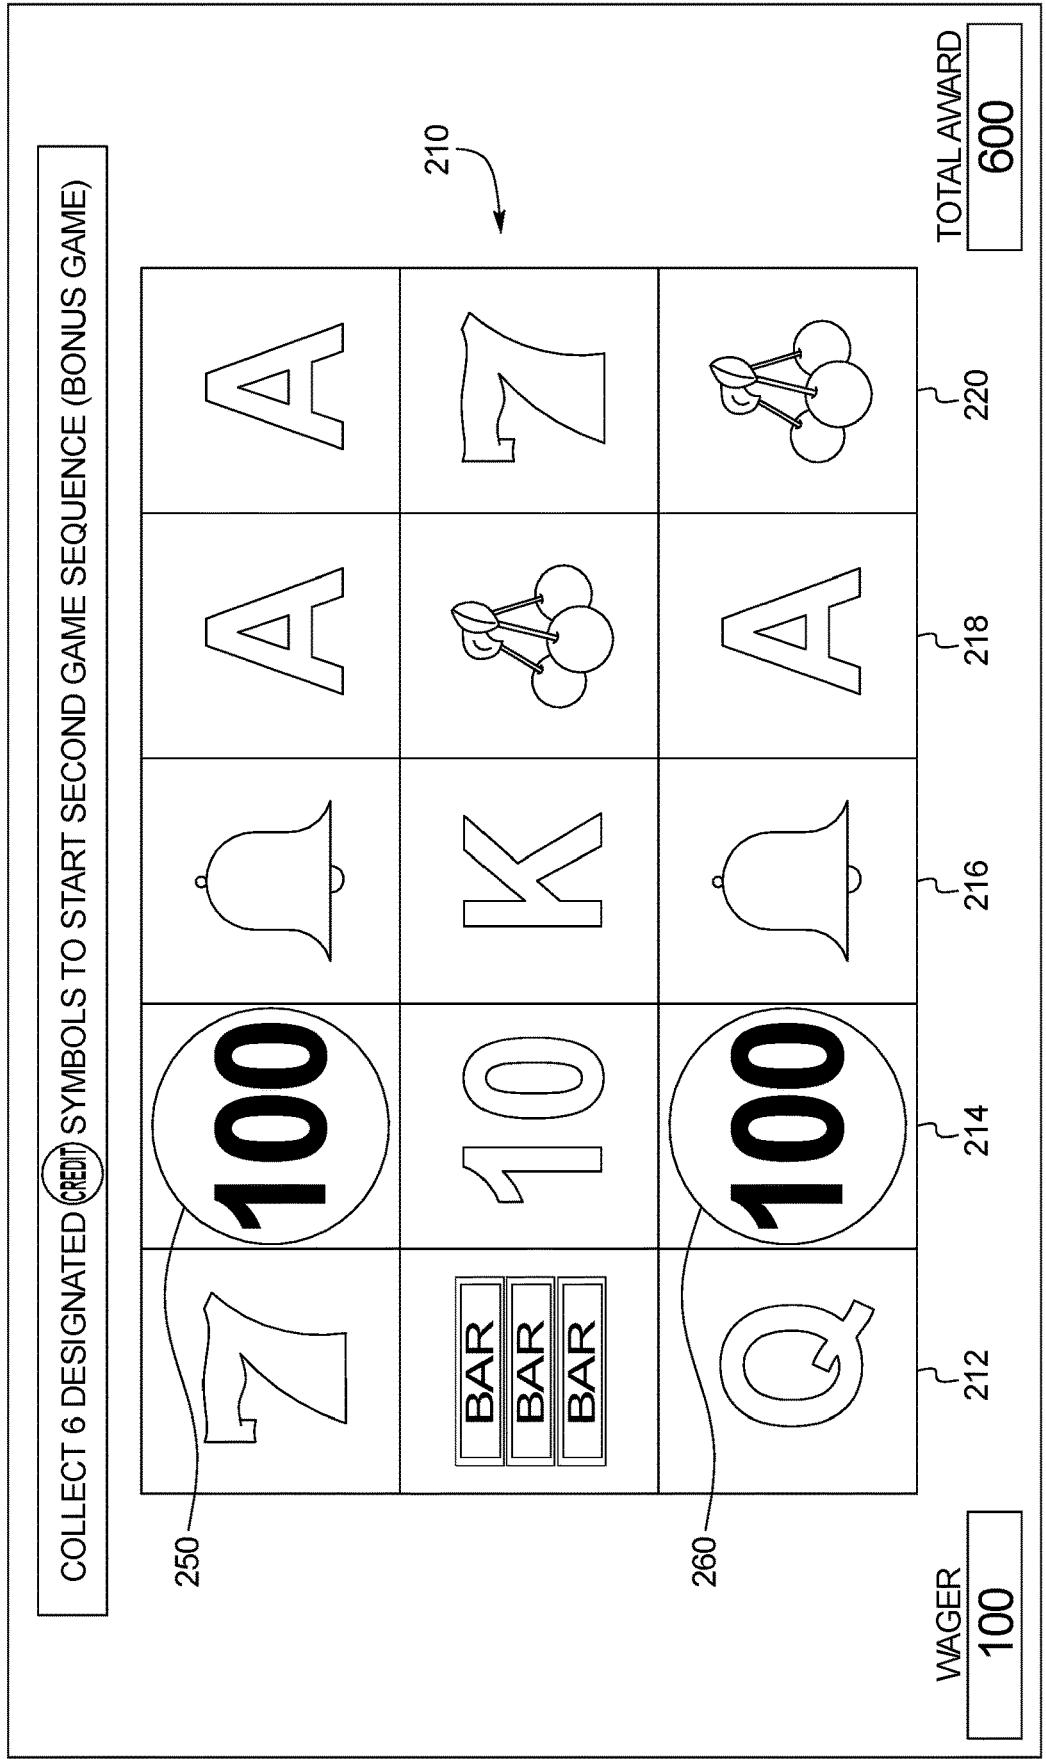 COLLECT 6 DESIGNATED CREDIT SYMBOLS TO START SECOND GAME SEQUENCE (BONUS GAME)
210
250
7 100 A A
BAR 10 K 7
BAR
BAR
260
Q 100 A
212 214 216 218 220
WAGER TOTAL AWARD
100 600